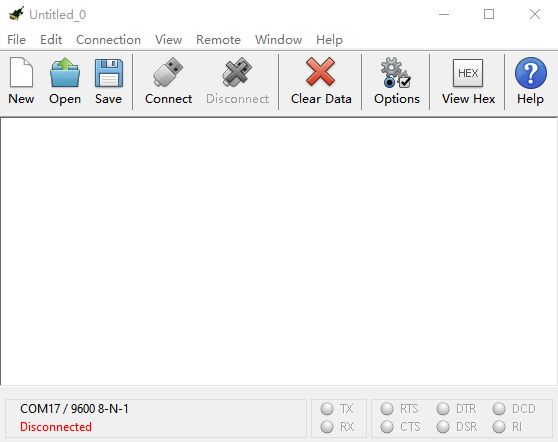 Untitled_0
File Edit Connection View Remote Window Help
HEX
New Open Save Connect Disconnect Clear Data Options View Hex Help
COM17 / 9600 8-N-1
Disconnected
TX
RX
RTS DTR DCD
CTS DSR RI